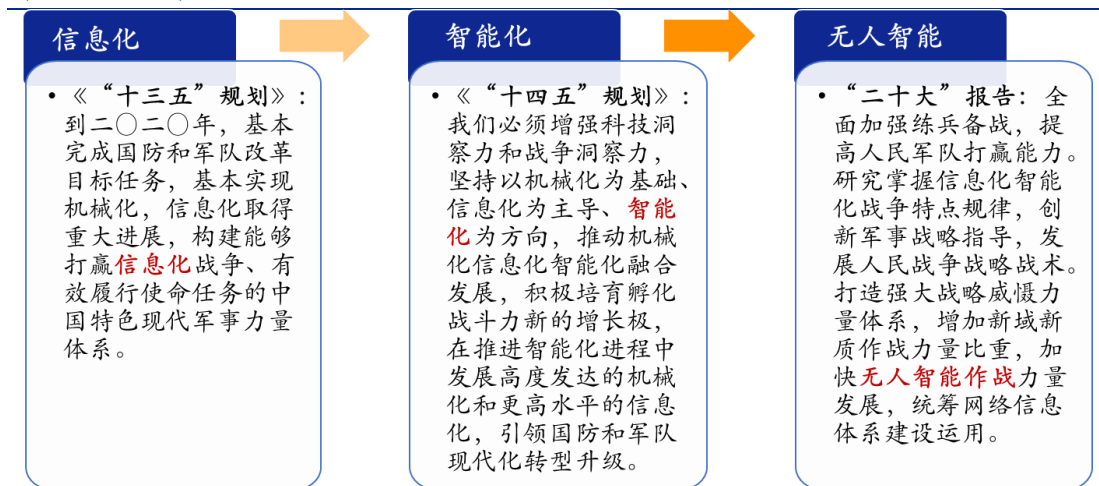 信息化
• 《“十三五”规划》：
到二〇二〇年，基本
完成国防和军队改革
目标任务，基本实现
机械化，信息化取得
重大进展，构建能够
打赢信息化战争、有
效履行使命任务的中
国特色现代军事力量
体系。
智能化
• 《“十四五”规划》：
我们必须增强科技洞
察力和战争洞察力，
坚持以机械化为基础、
信息化为主导、智能
化为方向，推动机械
化信息化智能化融合
发展，积极培育孵化
战斗力新的增长极，
在推进智能化进程中
发展高度发达的机械
化和更高水平的信息
化，引领国防和军队
现代化转型升级。
无人智能
• “二十大”报告：全
面加强练兵备战，提
高人民军队打赢能力。
研究掌握信息化智能
化战争特点规律，创
新军事战略指导，发
展人民战争战略战术。
打造强大战略威慑力
量体系，增加新域新
质作战力量比重，加
快无人智能作战力量
发展，统筹网络信息
体系建设运用。